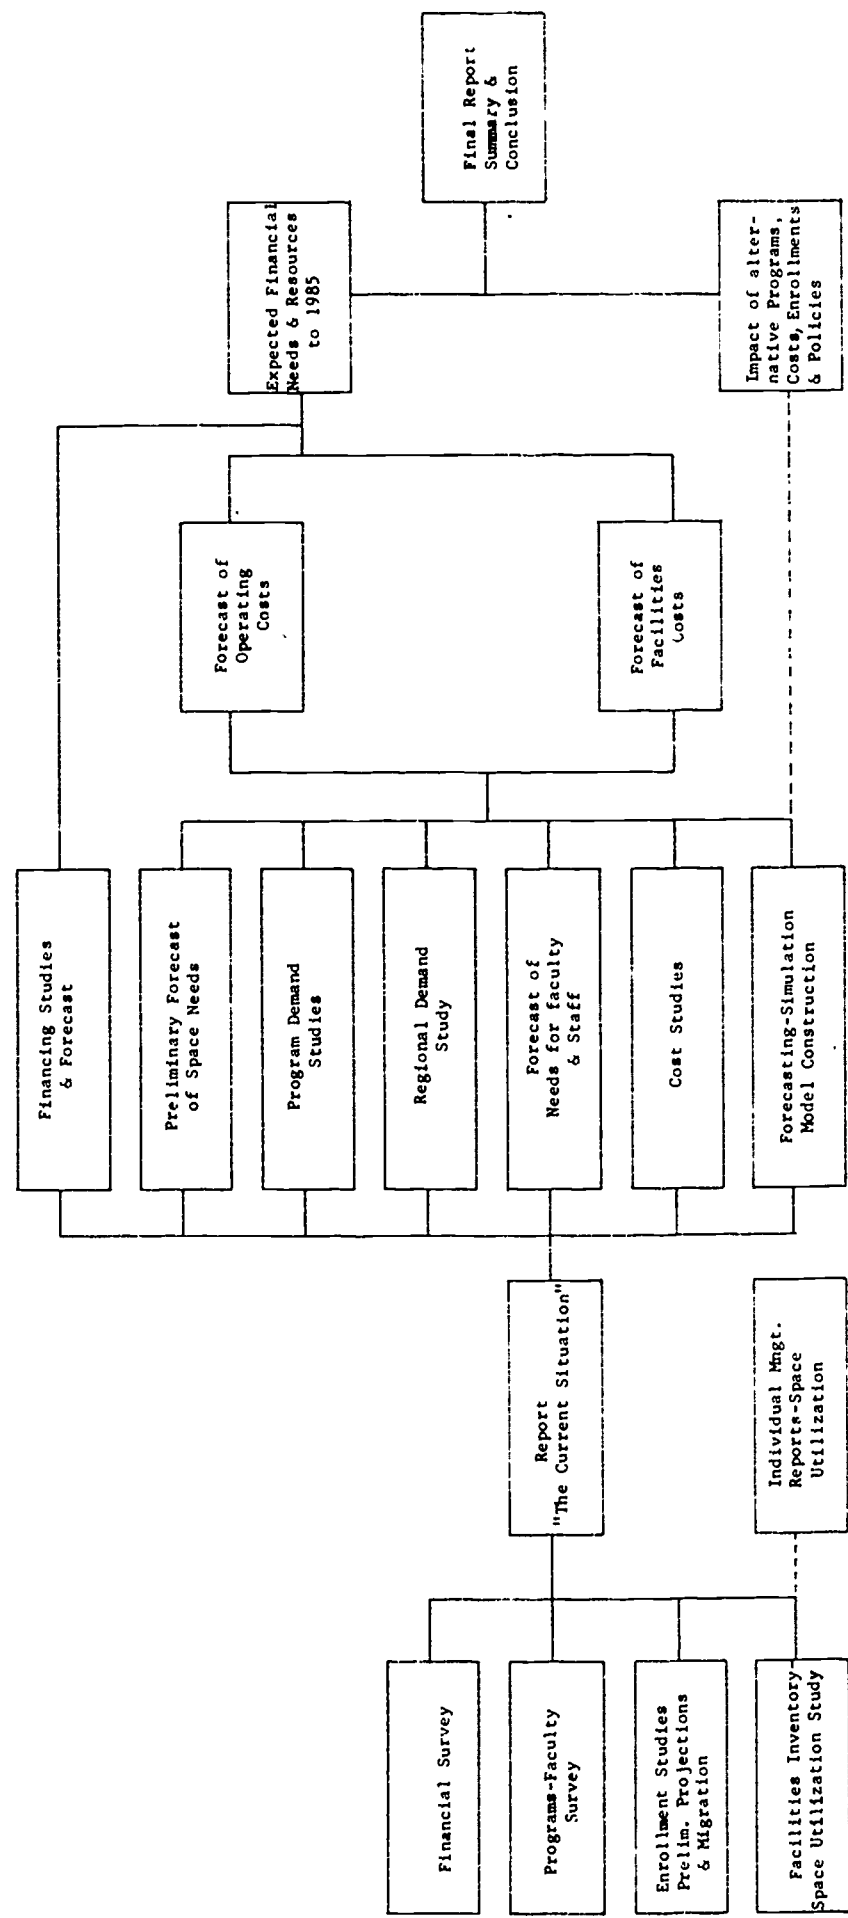 Financial Survey
Programs-Faculty
Survey
Enrollment Studies
Prelim. Projections
& Migration
Facilities Inventory
Space Utilization Study
Report
"The Current Situation"
Individual Mngt.
Reports-Space
Utilization
Financing Studies
& Forecast
Preliminary Forecast
of Space Needs
Program Demand
Studies
Regional Demand
Study
Forecast of
Needs for faculty
& Staff
Cost Studies
Forecasting-Simulation
Model Construction
Forecast of
Operating
Costs
Forecast of
Facilities
Costs
Expected Financial
Needs & Resources
to 1985
Impact of alter-
native Programs,
Costs, Enrollments
& Policies
Final Report
Summary &
Conclusion